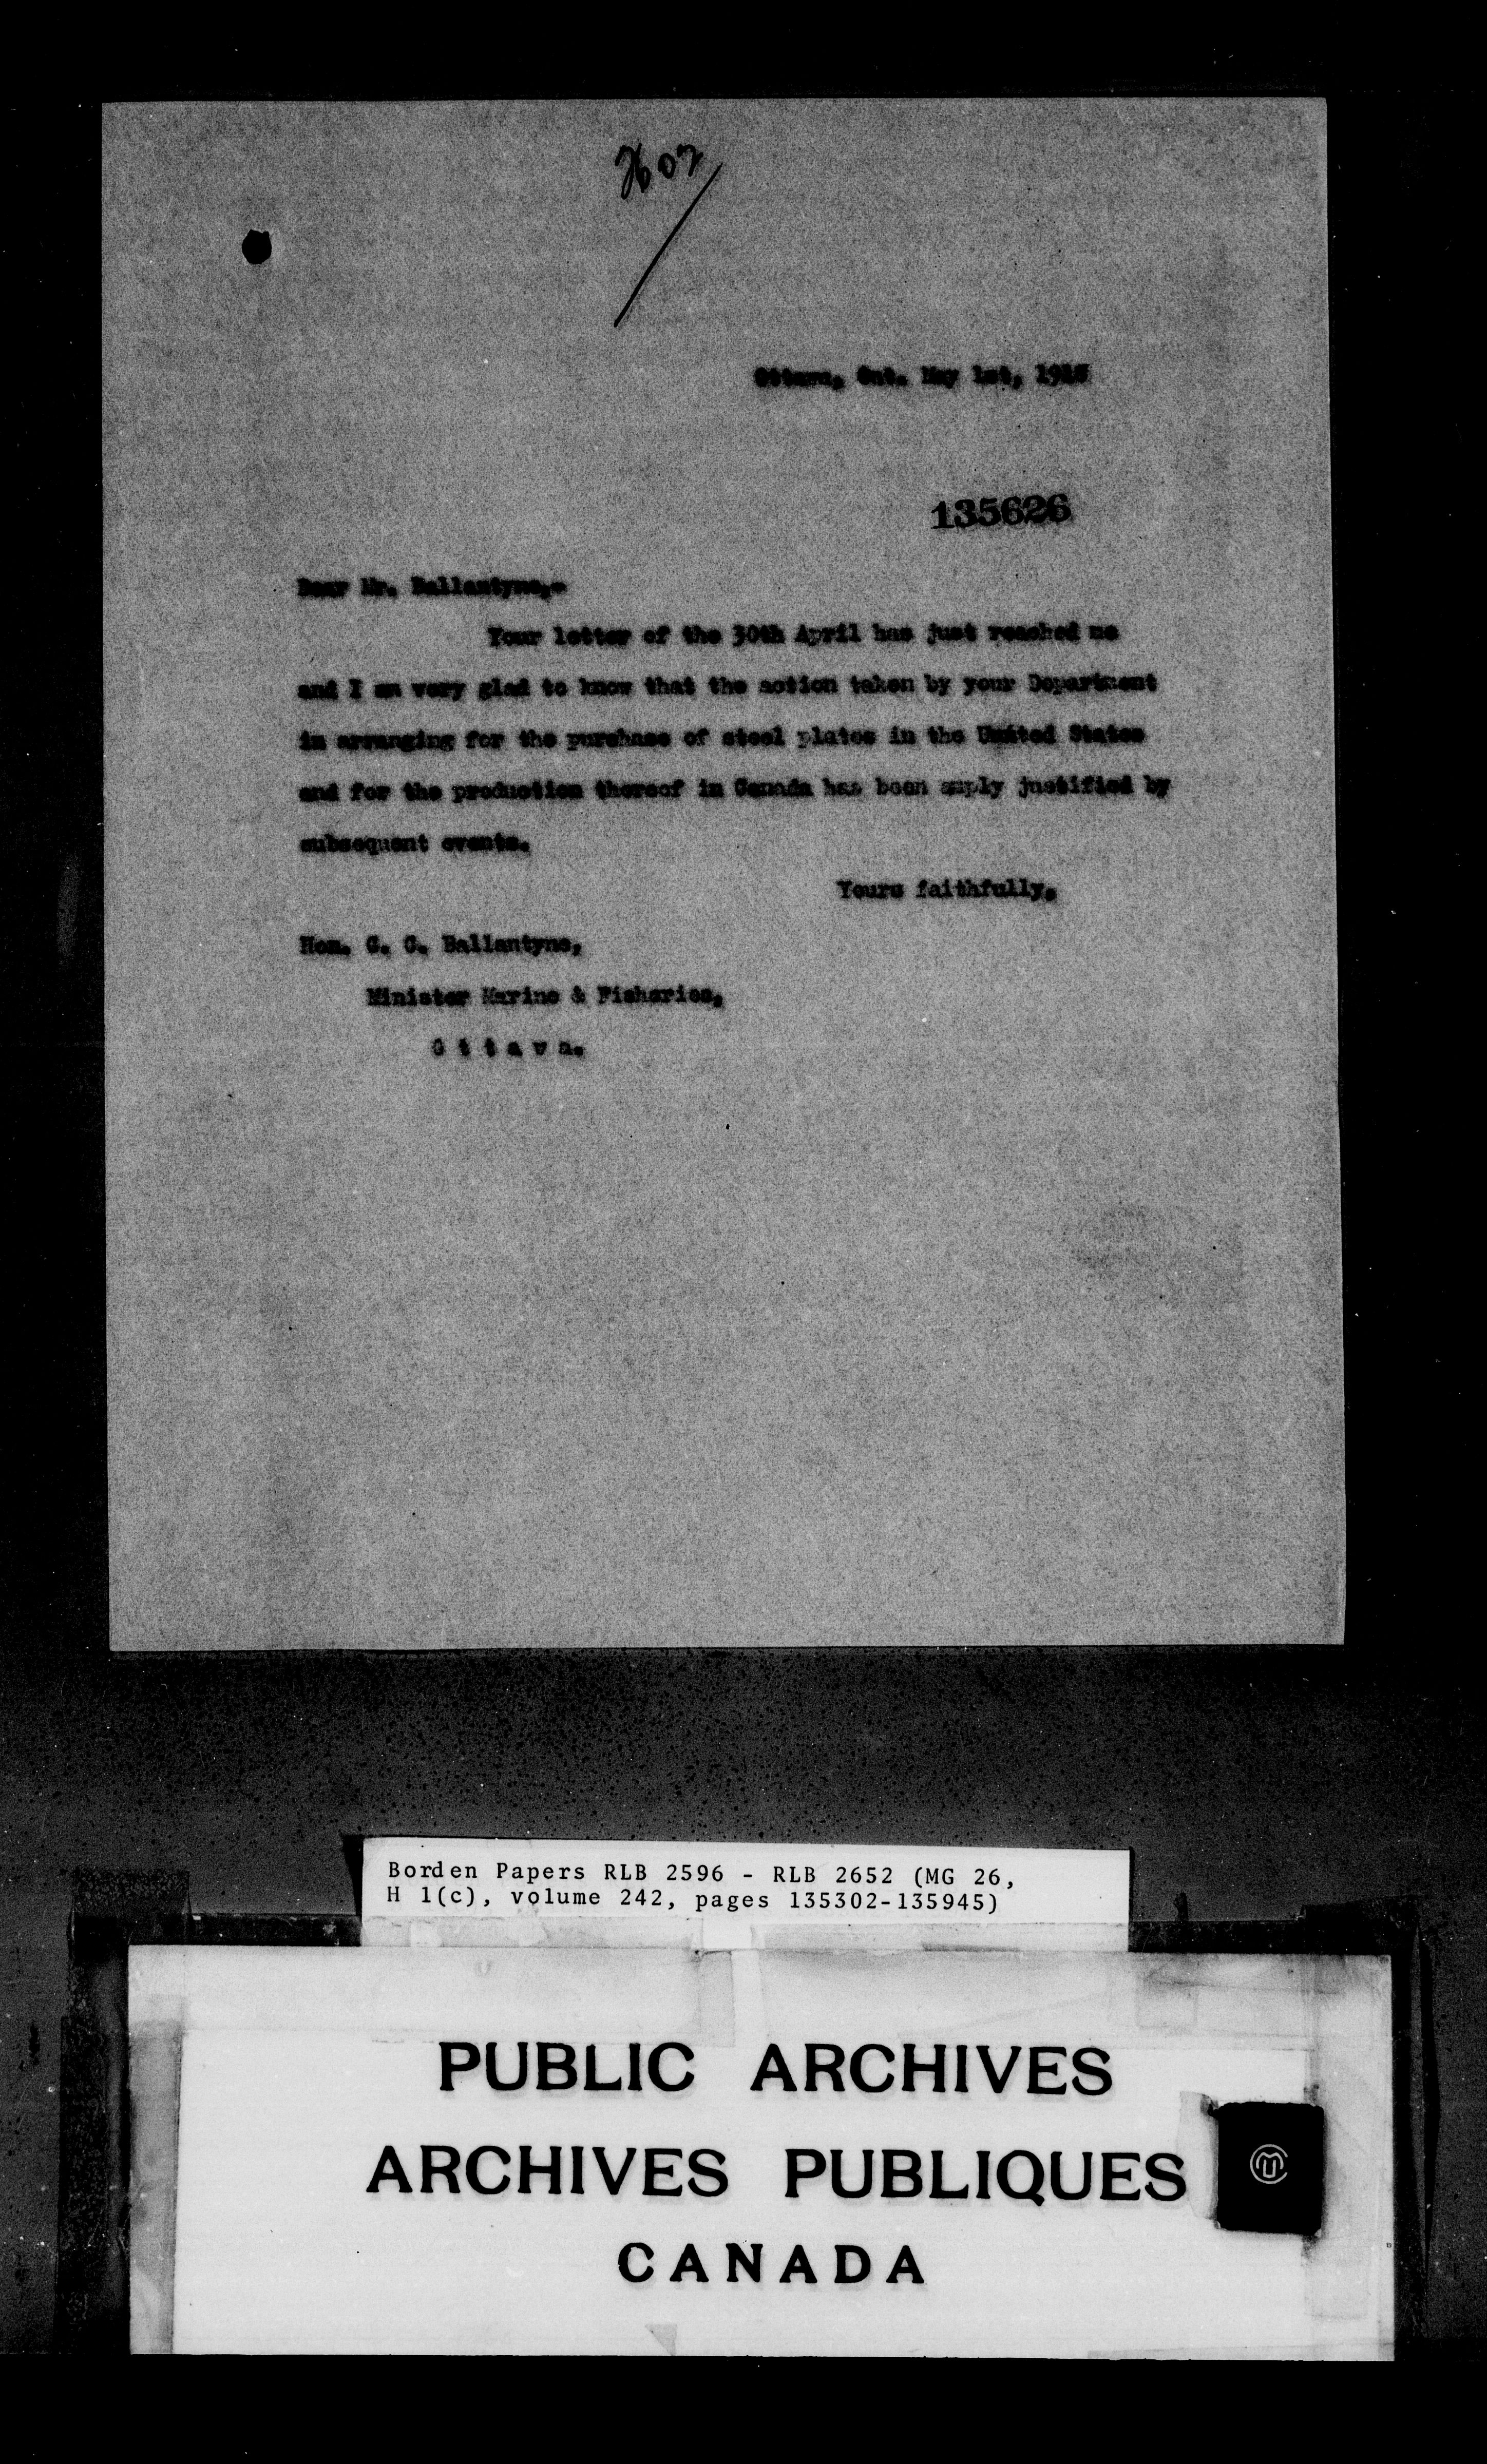 2607
Ottawa, Ont. May 1st, 1918
135626
Dear Mr. Ballantyne,-
Your letter of the 30th April has just reached me
and I am very glad to know that the action taken by your Department
in arranging for the purchase of steel plates in the United States
and for the production thereof in Canada has been amply justified by
subsequent events.
Yours faithfully,
Hon. C. C. Ballantyne,
Minister Marine & Fisheries,
O t t a w a.
Borden Papers RLB 2596 - RLB 2652 (MG 26,
H 1(c), volume 242, pages 135302-135945)
PUBLIC ARCHIVES
ARCHIVES PUBLIQUES
CANADA